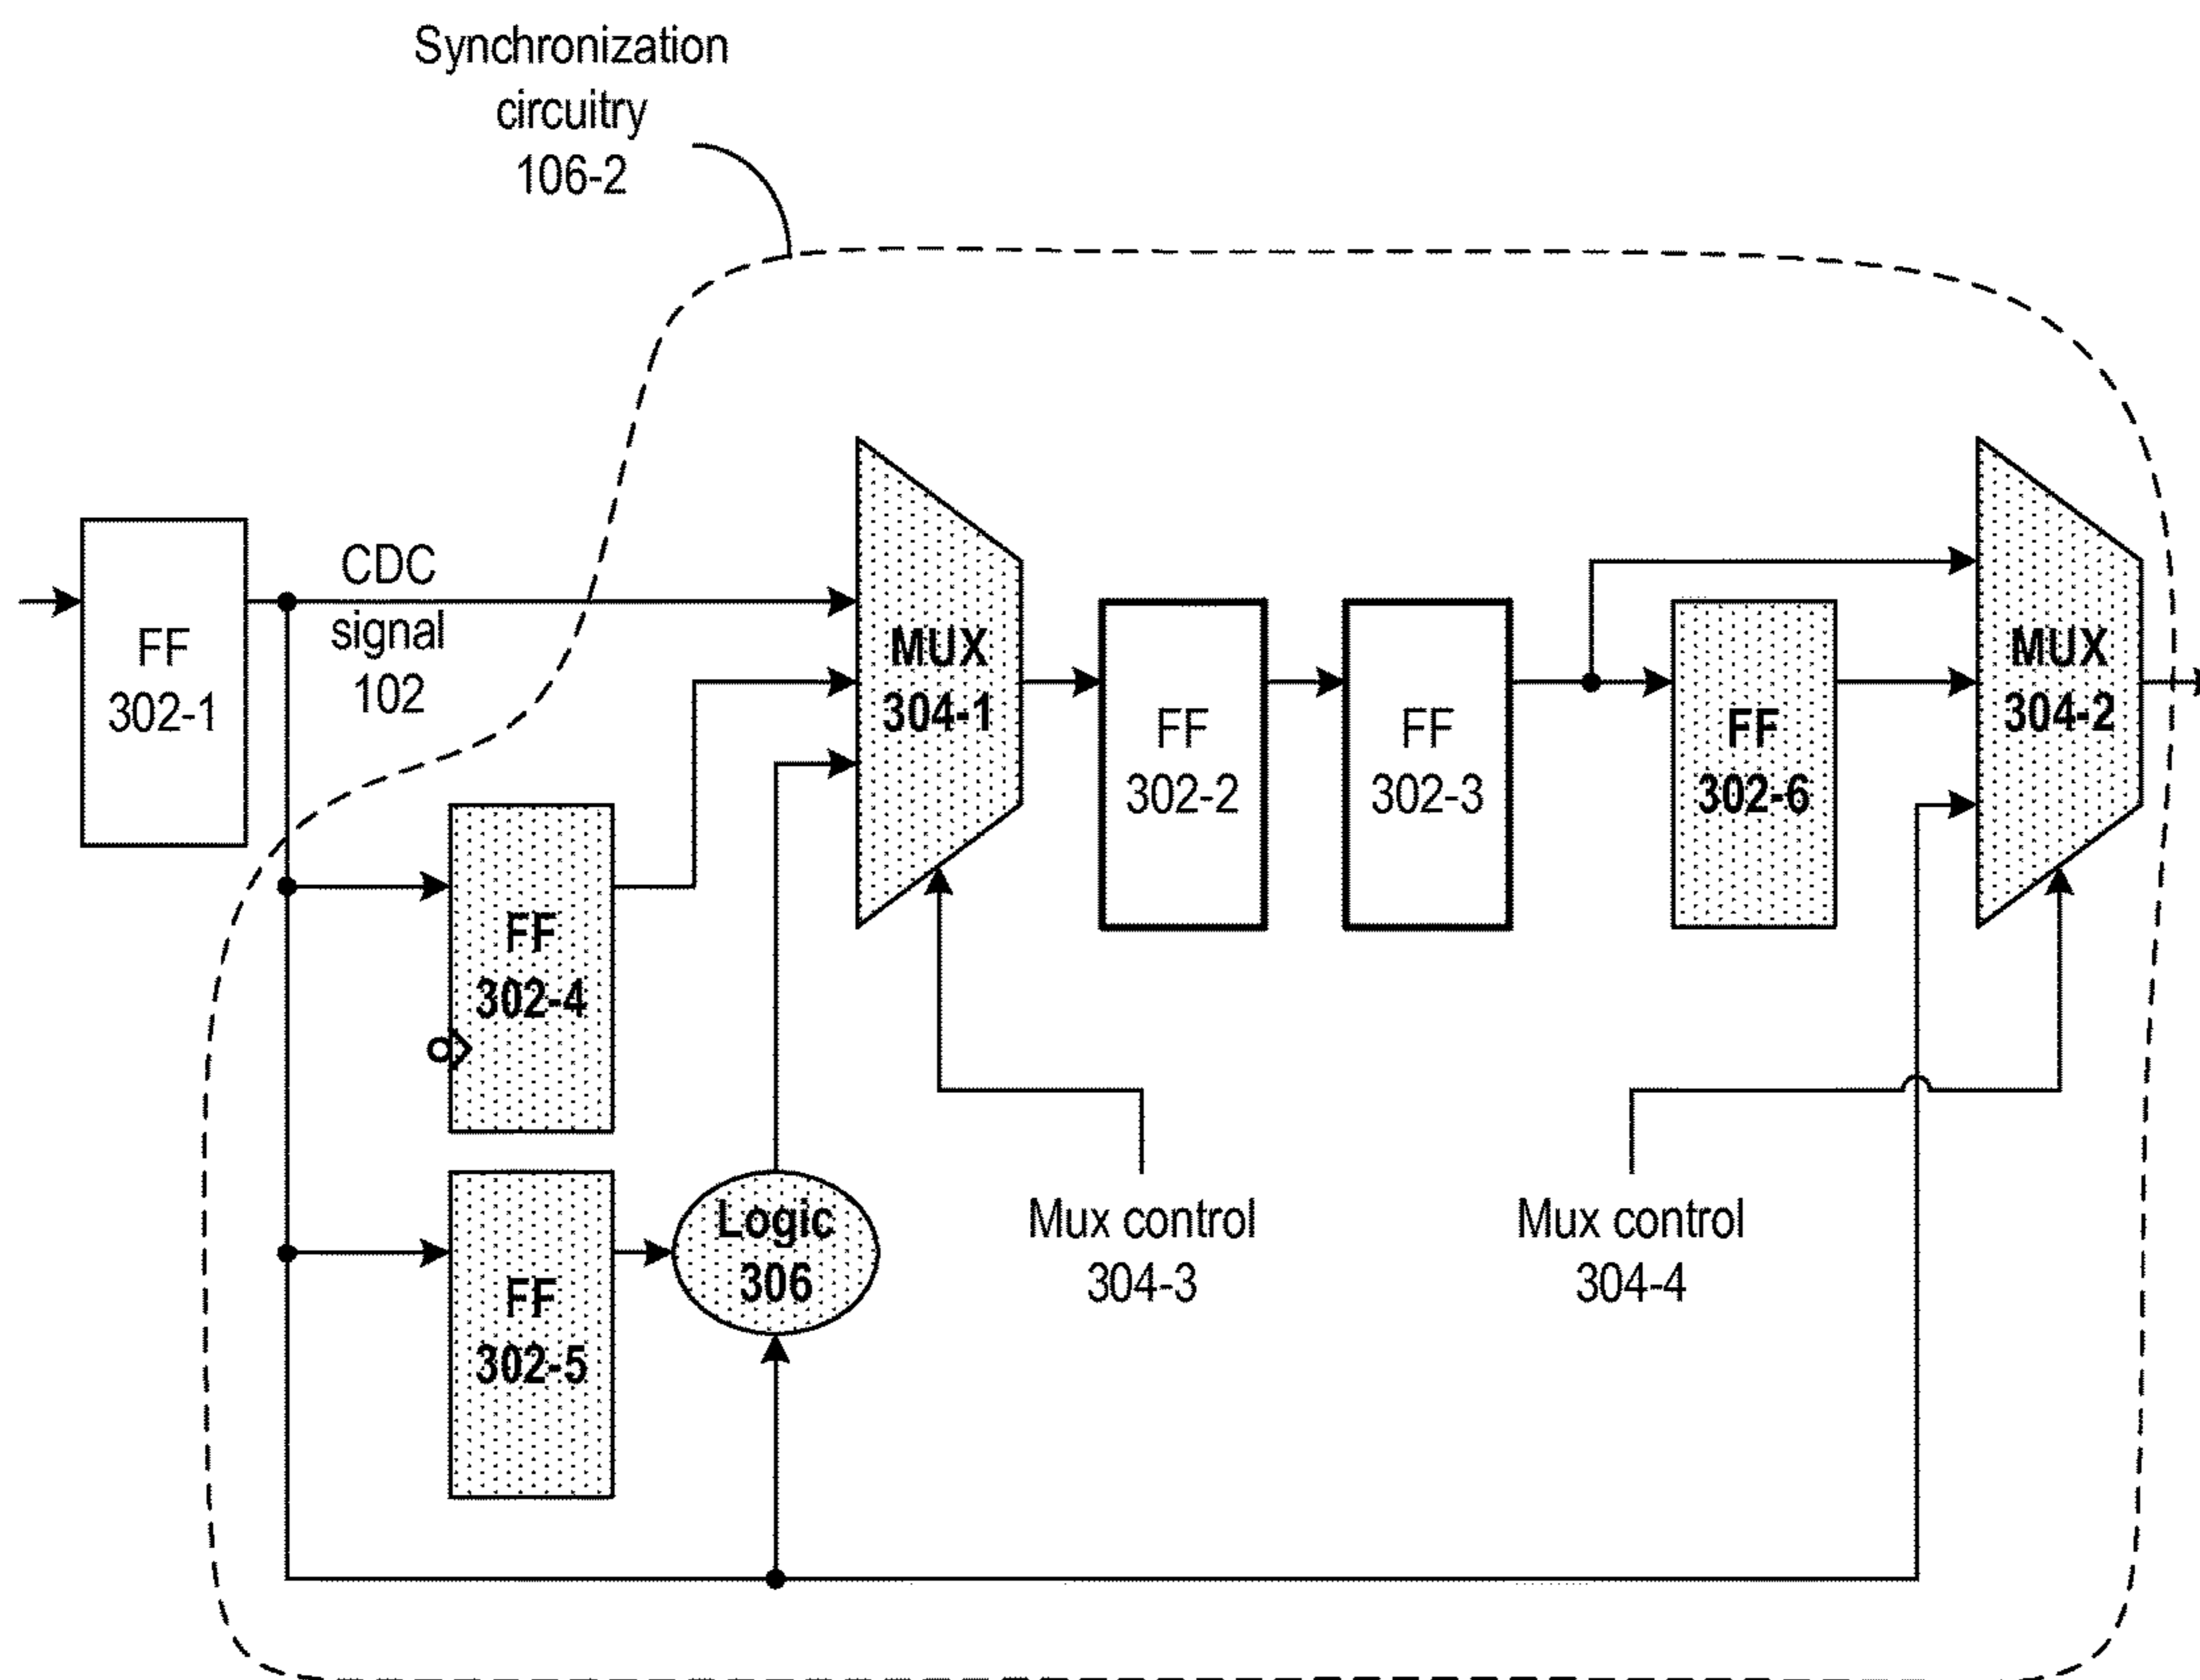 Synchronization
circuitry
106-2
CDC
signal
102
FF
302-1
MUX
304-1
FF
302-2
FF
302-3
FF
302-6
MUX
304-2
FF
302-4
FF
302-5
Logic
306
Mux control
304-3
Mux control
304-4